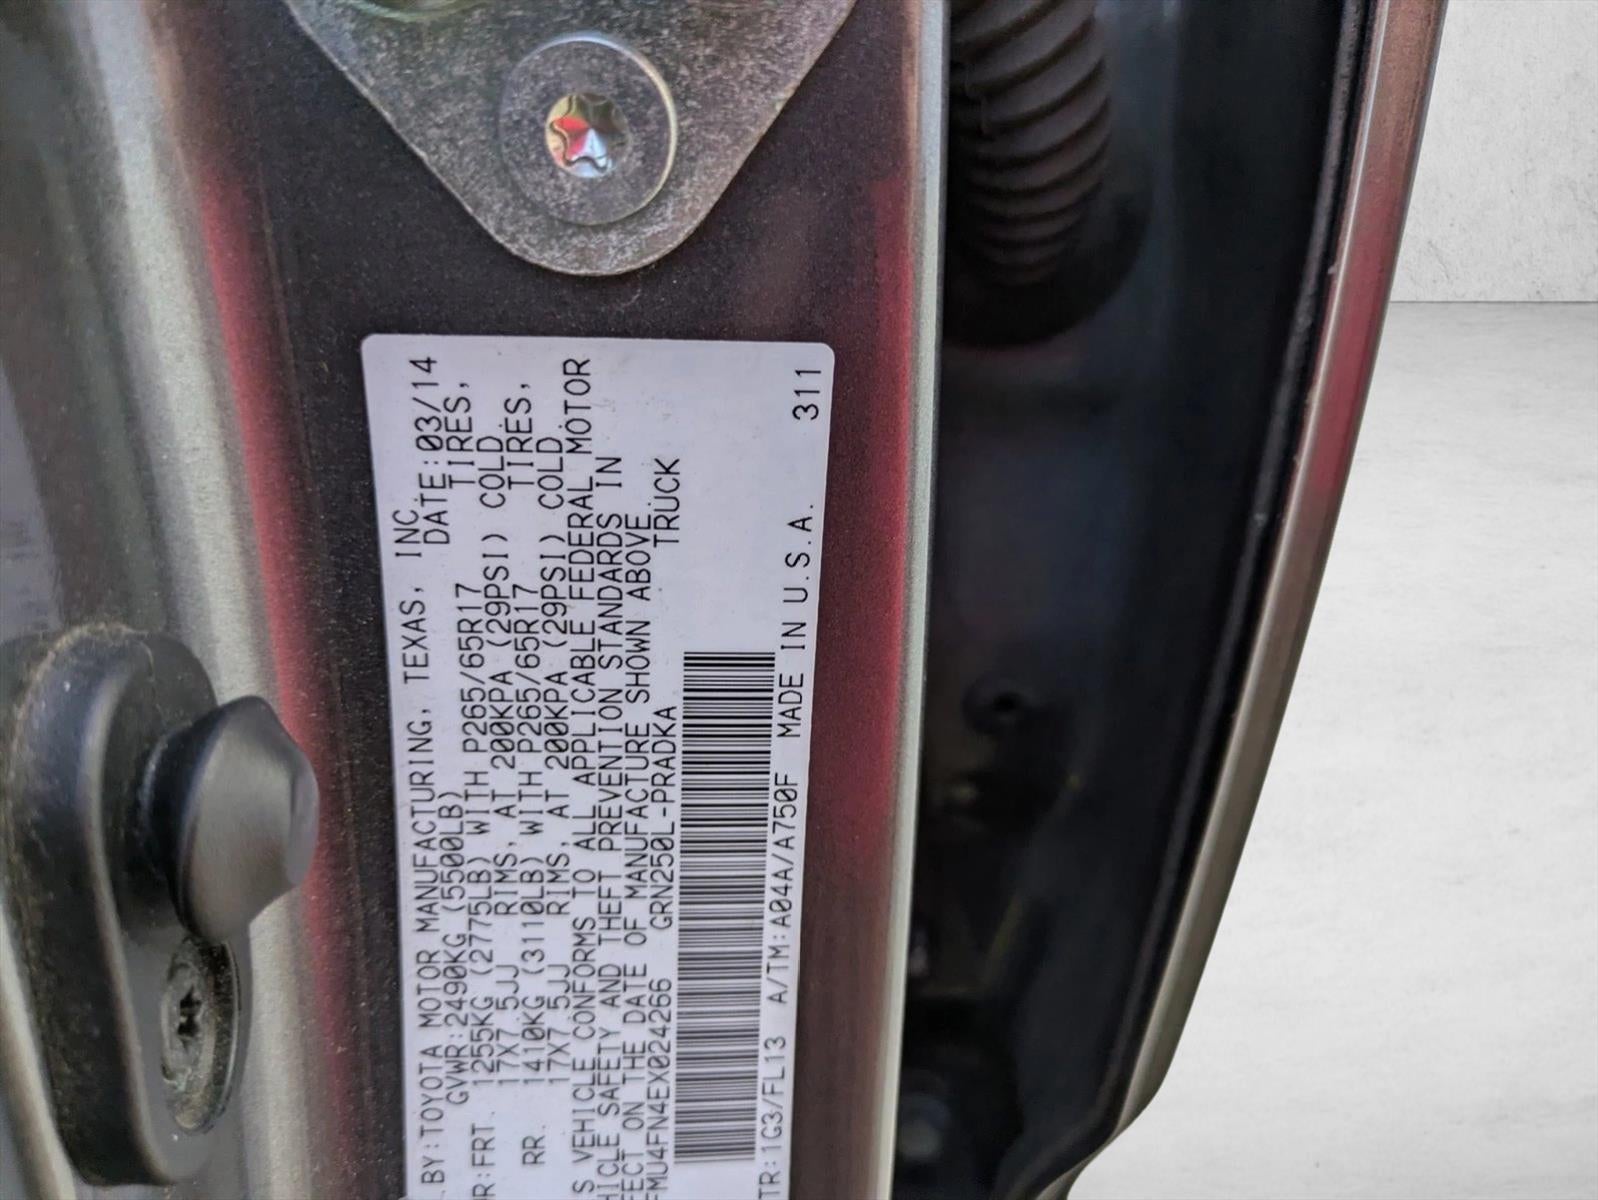 BY:TOYOTA MOTOR MANUFACTURING, TEXAS, INC.
GVWR:2490KG(5500LB) DATE:03/14
FRT. 1255KG(2775LB)WITH P265/65R17 TIRES,
17X7.5JJ RIMS, AT 200KPA(29PSI) COLD
RR. 1410KG(3110LB)WITH P265/65R17 TIRES,
17X7.5JJ RIMS, AT 200KPA(29PSI) COLD
VEHICLE CONFORMS TO ALL APPLICABLE FEDERAL MOTOR
SAFETY AND THEFT PREVENTION STANDARDS IN
ON THE DATE OF MANUFACTURE SHOWN ABOVE.
FMU4FN4EX024266 GRN250L-PRADKA TRUCK
TR:1G3/FL13 A/TM:A04A/A750F MADE IN U.S.A. 311